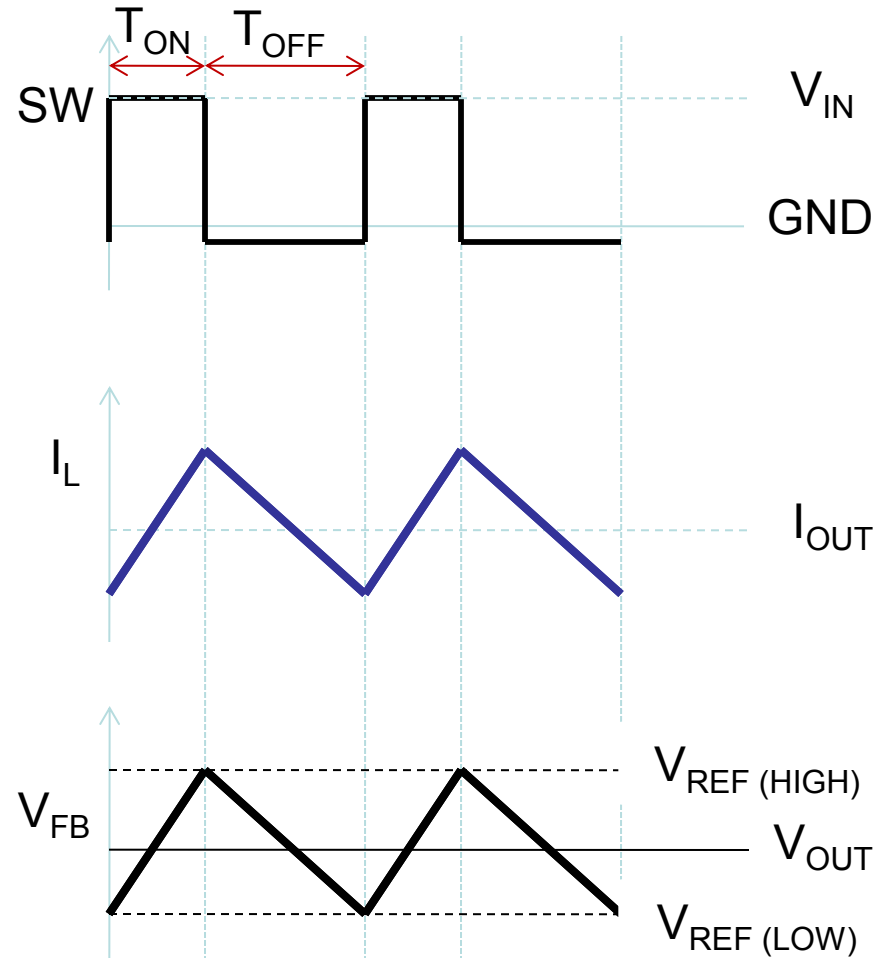 TON TOFF
SW
VIN
GND
IL
IOUT
VREF (HIGH)
VFB
VOUT
VREF (LOW)